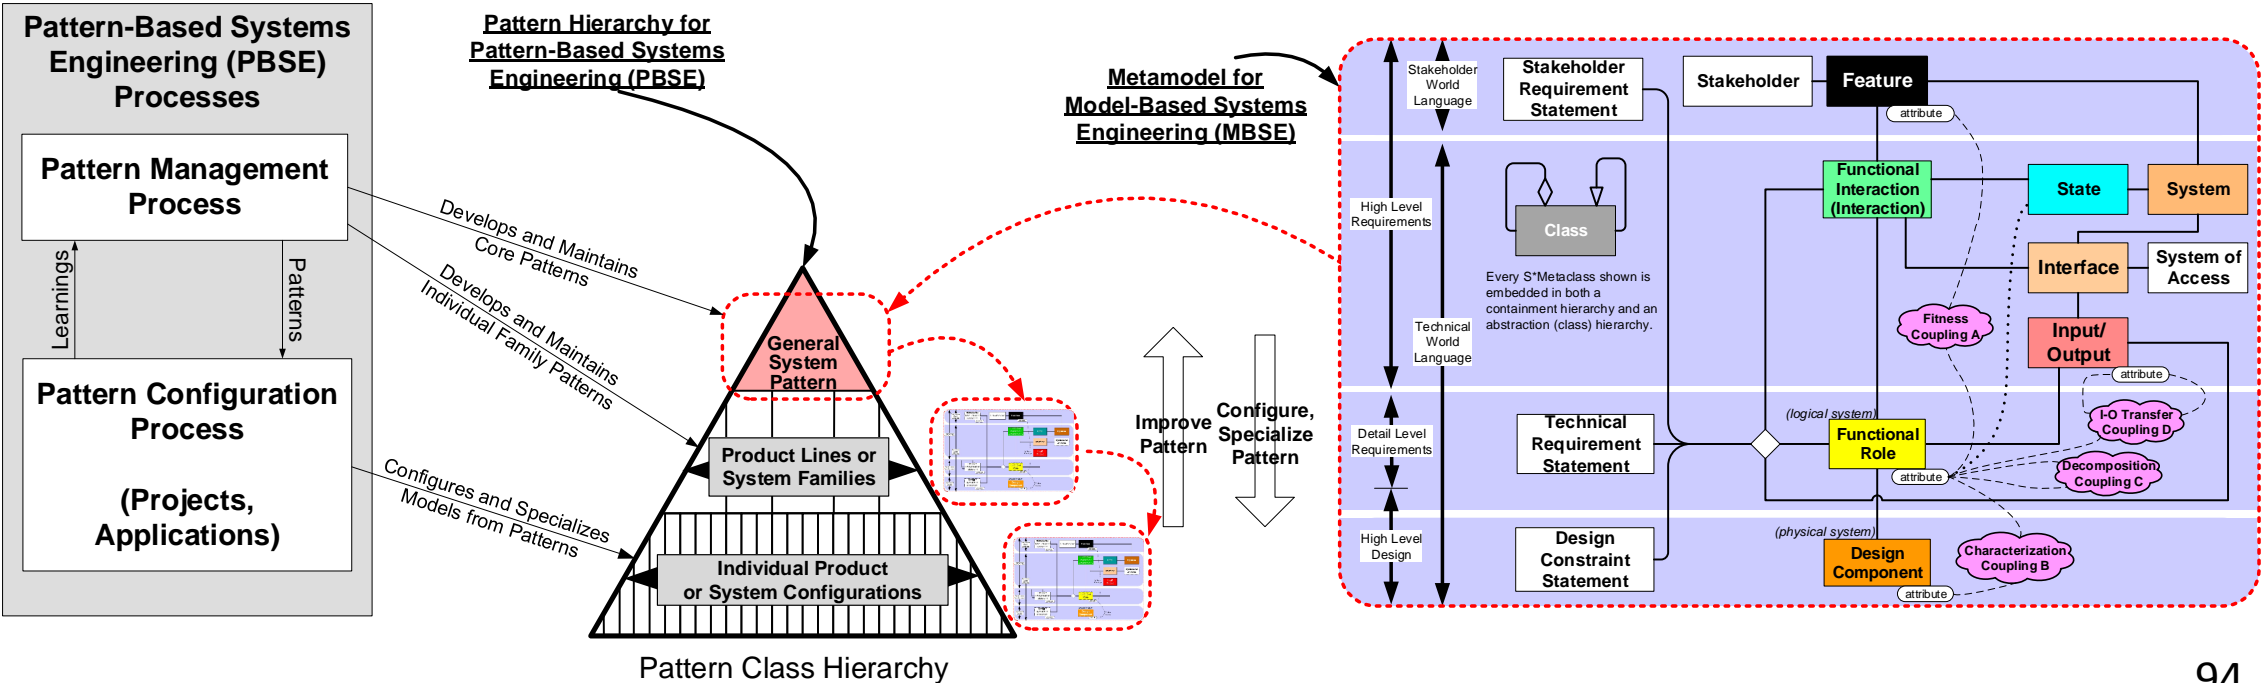 Pattern-Based Systems
Engineering (PBSE)
Processes
Pattern Management
Process
Learnings
Patterns
Pattern Configuration
Process
(Projects,
Applications)
Pattern Hierarchy for
Pattern-Based Systems
Engineering (PBSE)
Develops and Maintains
Core Patterns
Develops and Maintains
Individual Family Patterns
Configures and Specializes
Models from Patterns
General
System
Pattern
Product Lines or
System Families
Individual Product
or System Configurations
Pattern Class Hierarchy
Improve
Pattern
Configure,
Specialize
Pattern
Metamodel for
Model-Based Systems
Engineering (MBSE)
Stakeholder
World
Language
High Level
Requirements
Technical
World
Language
Detail Level
Requirements
High Level
Design
Stakeholder
Requirement
Statement
Stakeholder
Feature
attribute
Class
Every S*Metaclass shown is
embedded in both a
containment hierarchy and an
abstraction (class) hierarchy.
Functional
Interaction
(Interaction)
State
System
Interface
System of
Access
Fitness
Coupling A
Input/
Output
attribute
Technical
Requirement
Statement
(logical system)
Functional
Role
attribute
I-O Transfer
Coupling D
Decomposition
Coupling C
Design
Constraint
Statement
(physical system)
Design
Component
attribute
Characterization
Coupling B
94